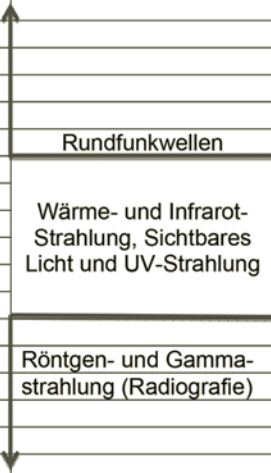 Rundfunkwellen
Wärme- und Infrarot-
Strahlung, Sichtbares
Licht und UV-Strahlung
Röntgen- und Gamma-
strahlung (Radiografie)